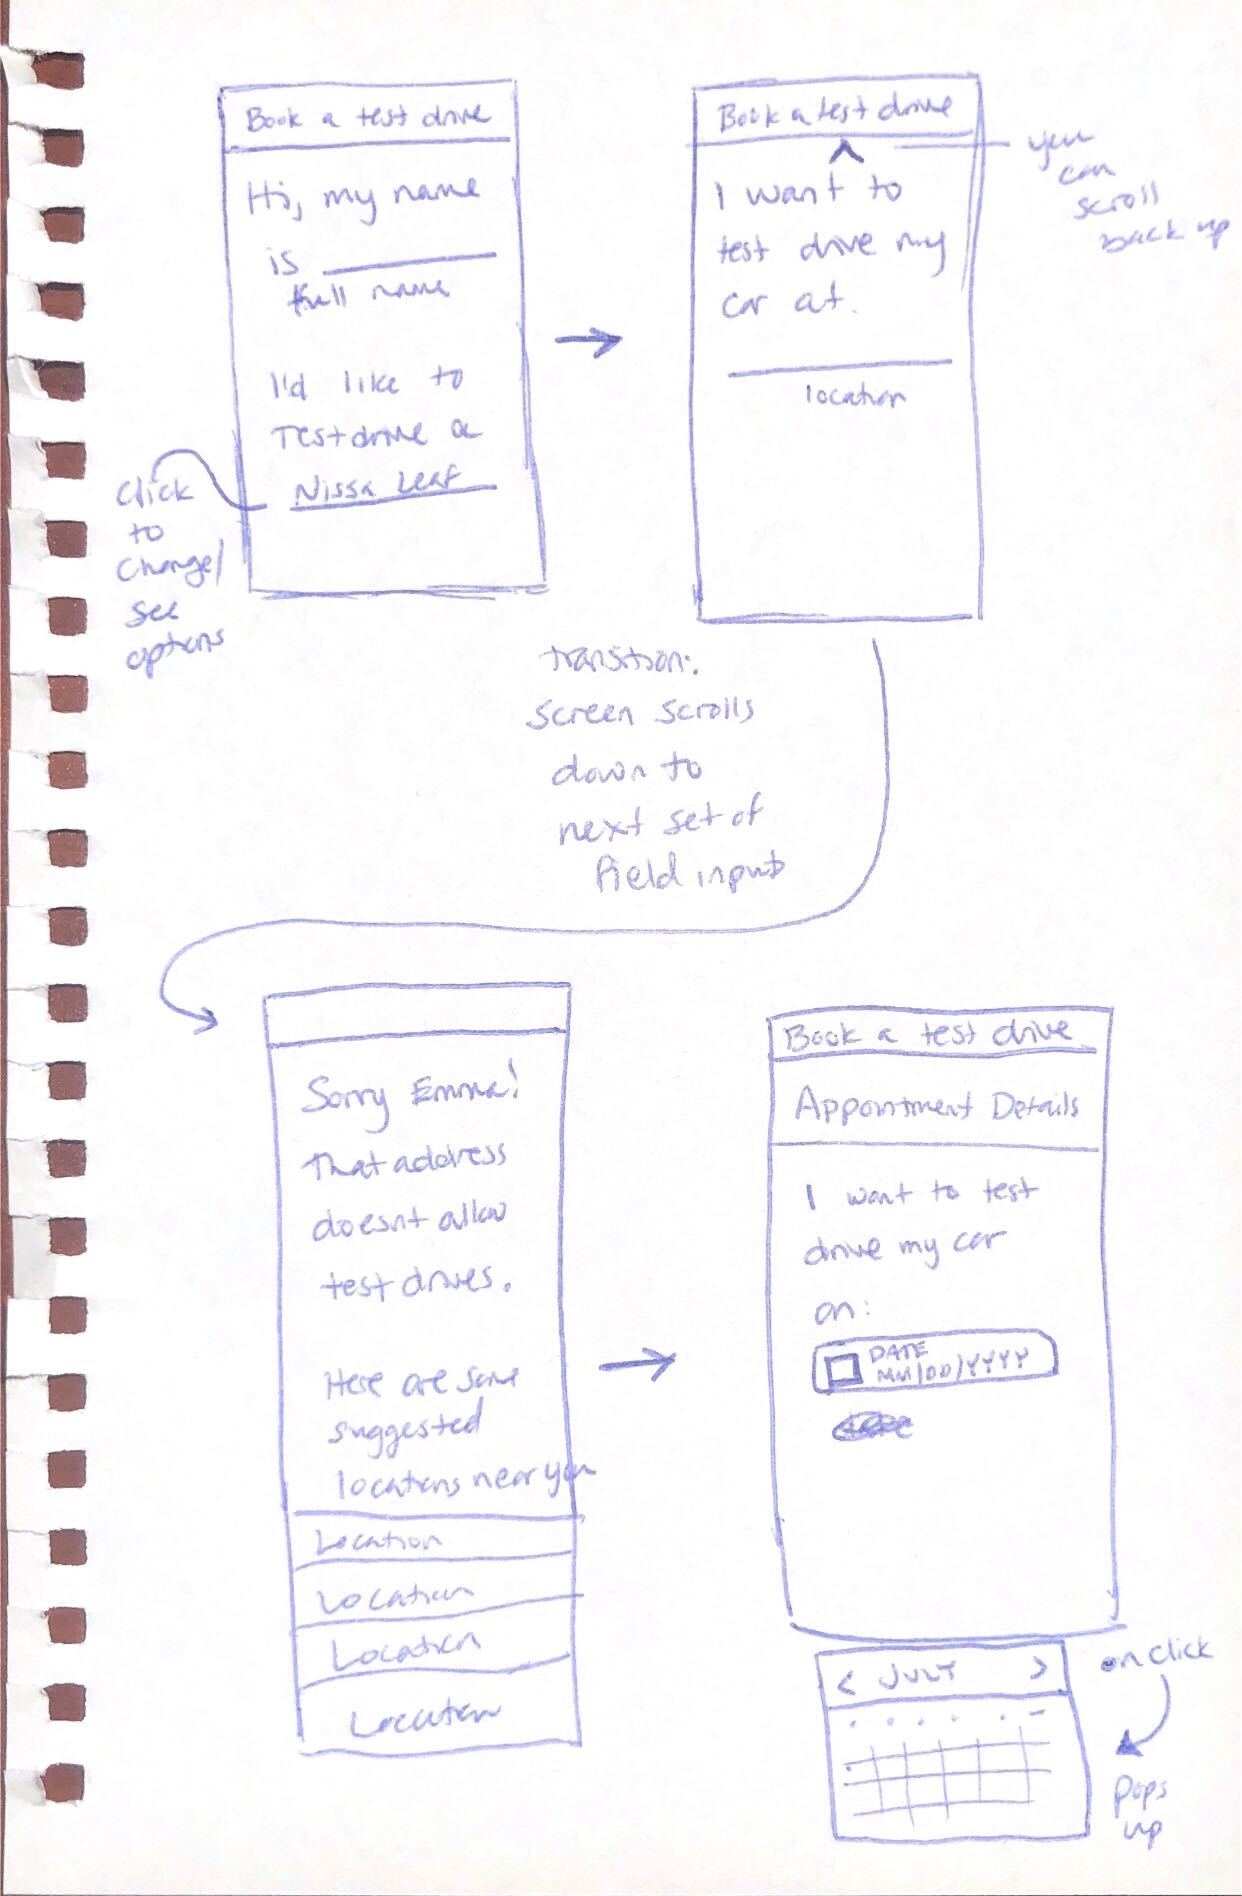 Book a test drive
Hi, my name
is
full name
I'd like to
Test drive a
Nissa Leaf
Click
to
change/
see
options
Book a test drive
I want to
test drive my
car at.
location
you
can
scroll
back up
transition:
screen scrolls
down to
next set of
field input
Sorry Emma!
That address
doesnt allow
test drives.
Here are some
suggested
locations near you
Location
Location
Location
Location
Book a test drive
Appointment Details
I want to test
drive my car
on:
DATE
MM/DD/YYYY
< JULY >
on click
Pops
up